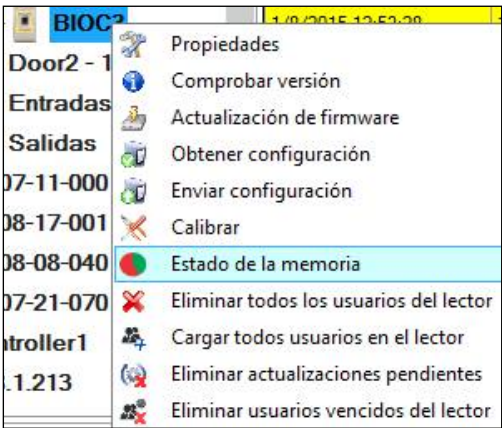 BIOC3
1/8/2015 12:52:28
Door2 - 1
Entradas
Salidas
07-11-000
08-17-001
08-08-040
07-21-070
ntroller1
.1.213
Propiedades
Comprobar versión
Actualización de firmware
Obtener configuración
Enviar configuración
Calibrar
Estado de la memoria
Eliminar todos los usuarios del lector
Cargar todos usuarios en el lector
Eliminar actualizaciones pendientes
Eliminar usuarios vencidos del lector